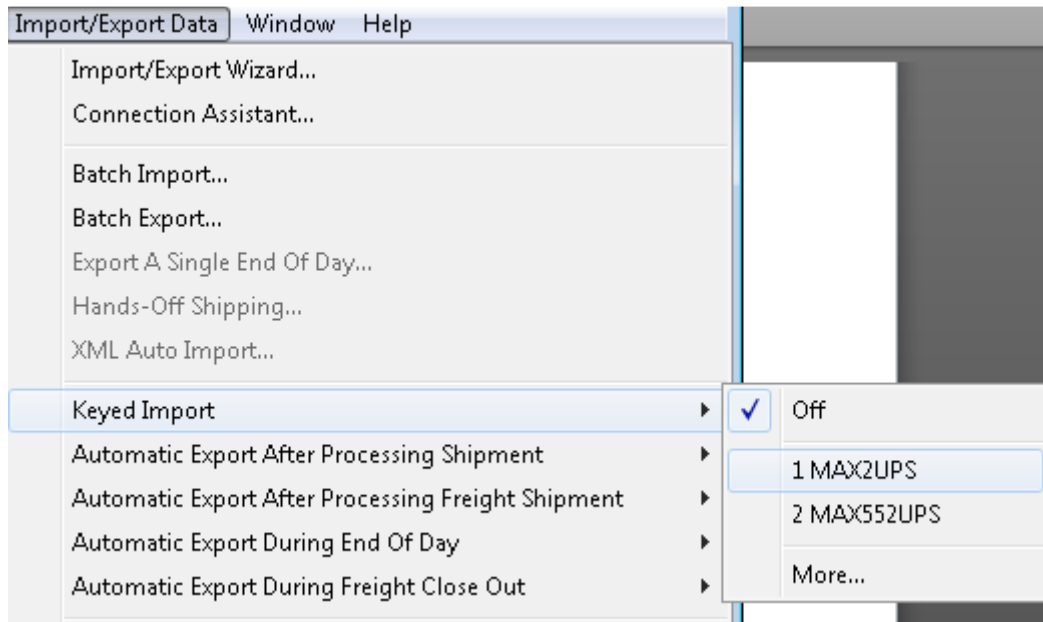 Import/Export Data Window Help
Import/Export Wizard...
Connection Assistant...
Batch Import...
Batch Export...
Export A Single End Of Day...
Hands-Off Shipping...
XML Auto Import...
Keyed Import
Off
Automatic Export After Processing Shipment
1 MAX2UPS
Automatic Export After Processing Freight Shipment
2 MAX552UPS
Automatic Export During End Of Day
Automatic Export During Freight Close Out
More...